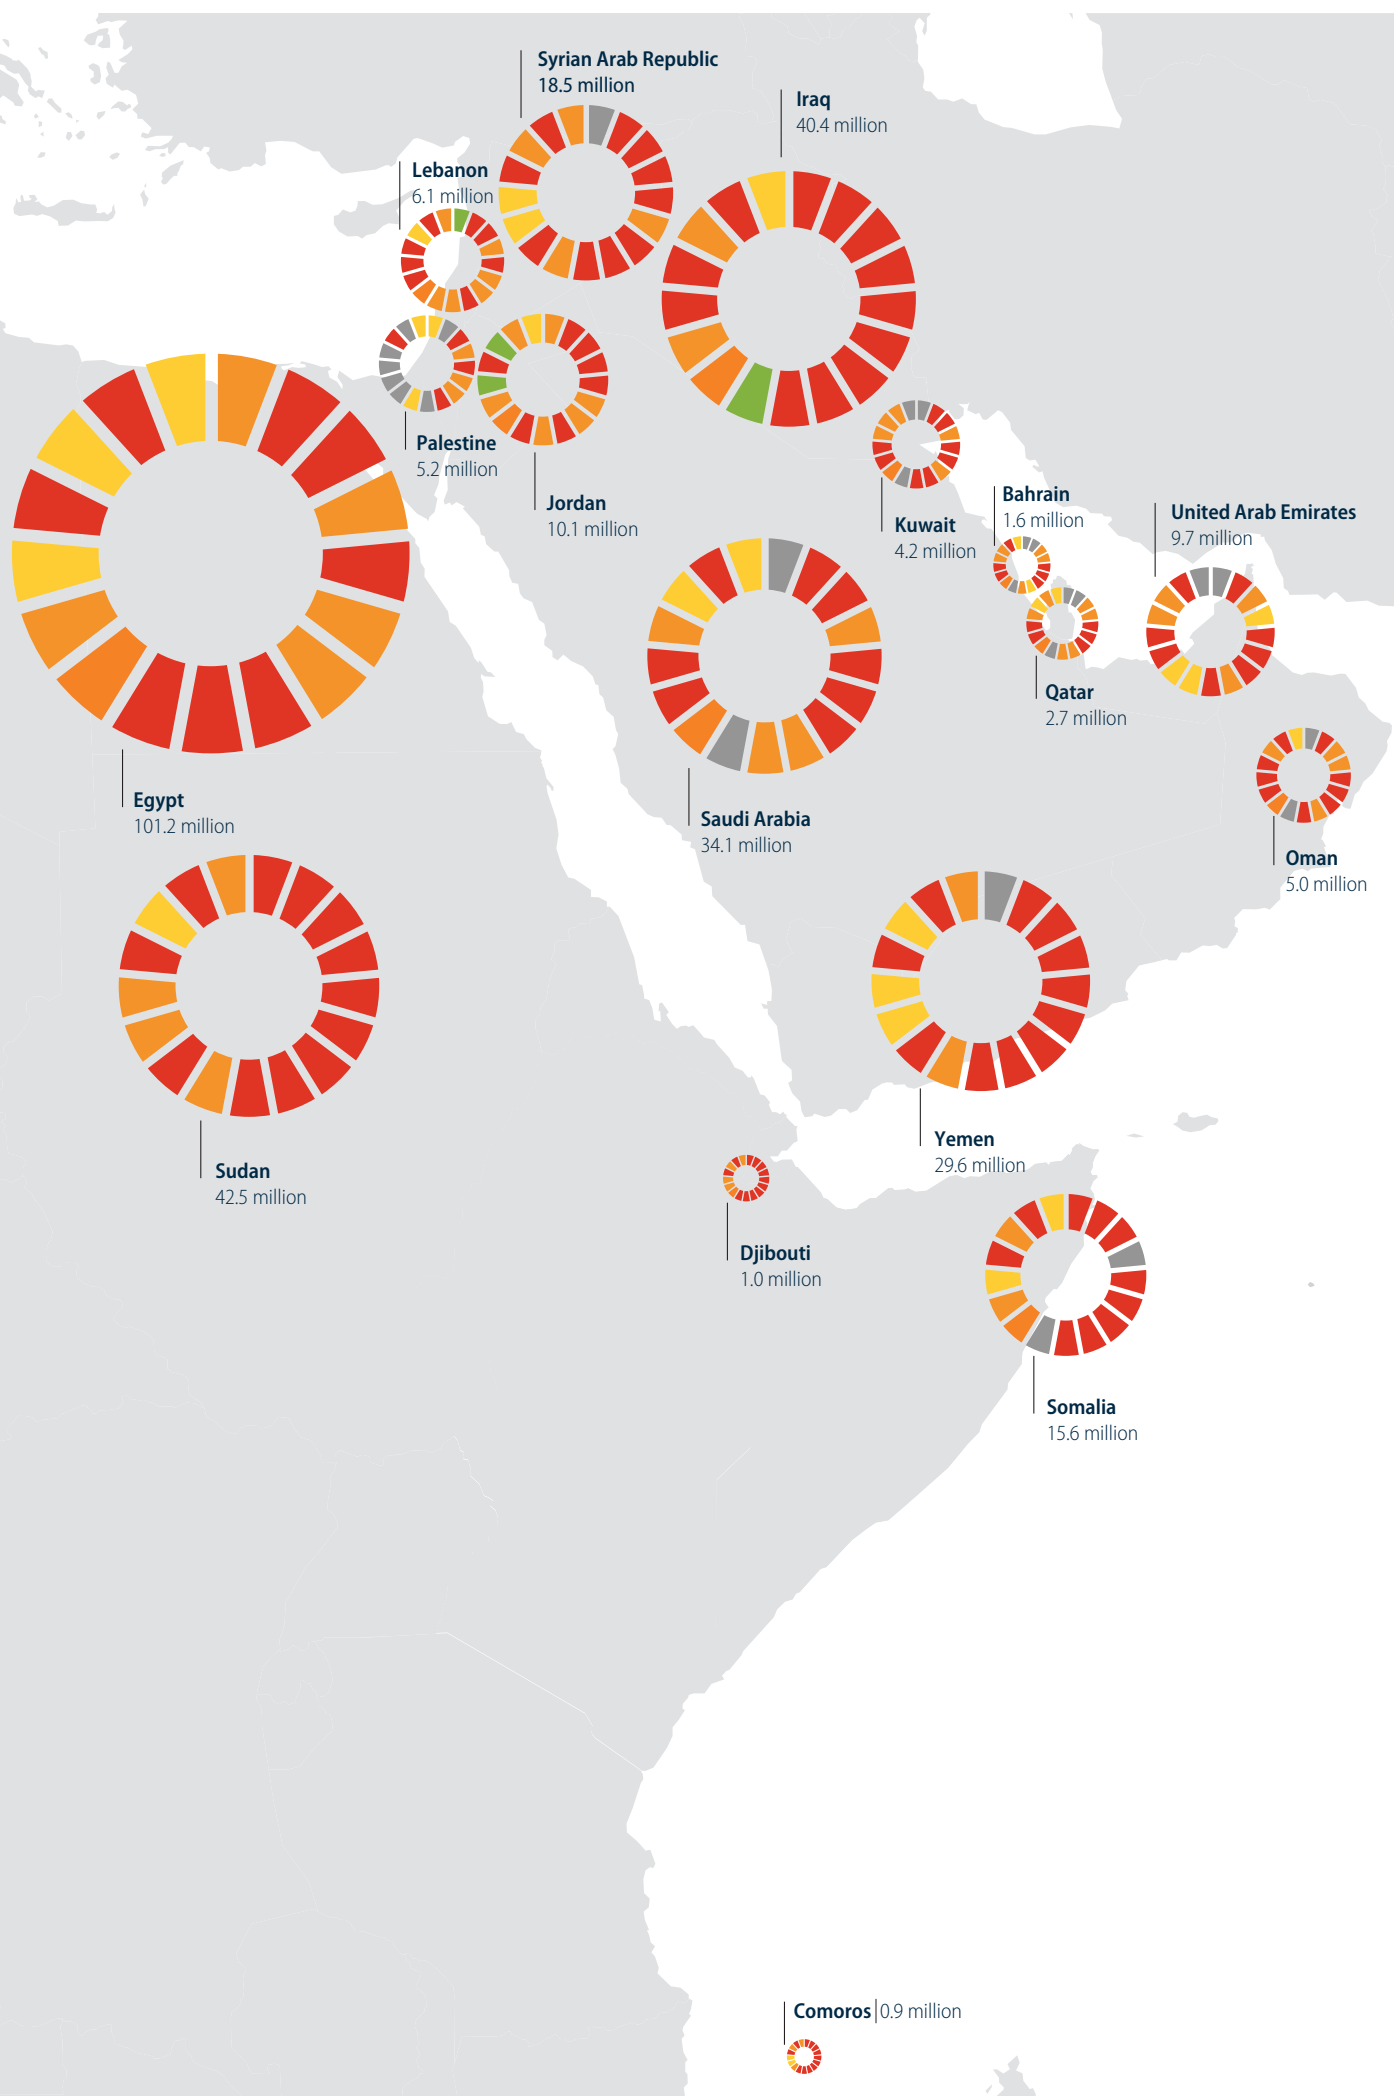 Syrian Arab Republic
18.5 million
Iraq
40.4 million
Lebanon
6.1 million
Palestine
5.2 million
Jordan
10.1 million
Kuwait
4.2 million
Bahrain
1.6 million
United Arab Emirates
9.7 million
Qatar
2.7 million
Egypt
101.2 million
Saudi Arabia
34.1 million
Oman
5.0 million
Yemen
29.6 million
Sudan
42.5 million
Djibouti
1.0 million
Somalia
15.6 million
Comoros 0.9 million